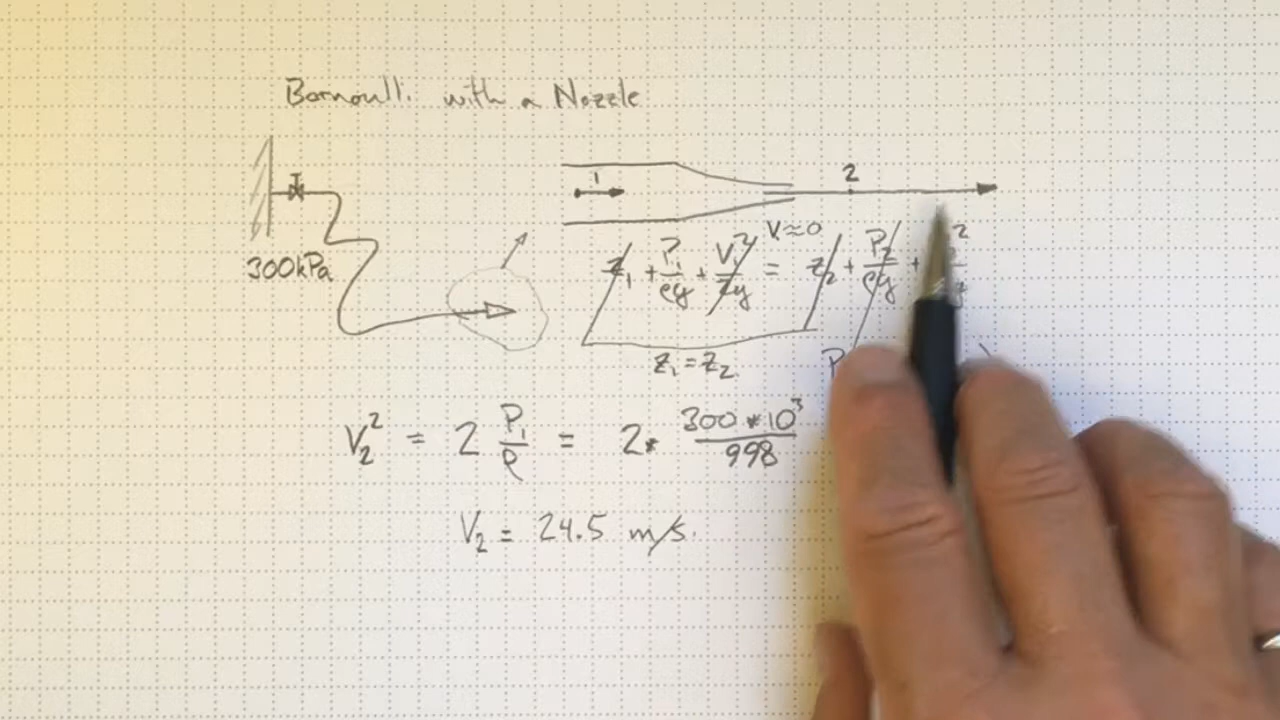 Bernoulli with a Nozzle
1
2
300kPa
V₁≈0
z₁ + P₁/ρg + V₁²/2g = z₂ + P₂/ρg +
z₁ = z₂
V₂² = 2 P₁/ρ = 2* 300*10³/998
V₂ = 24.5 m/s.